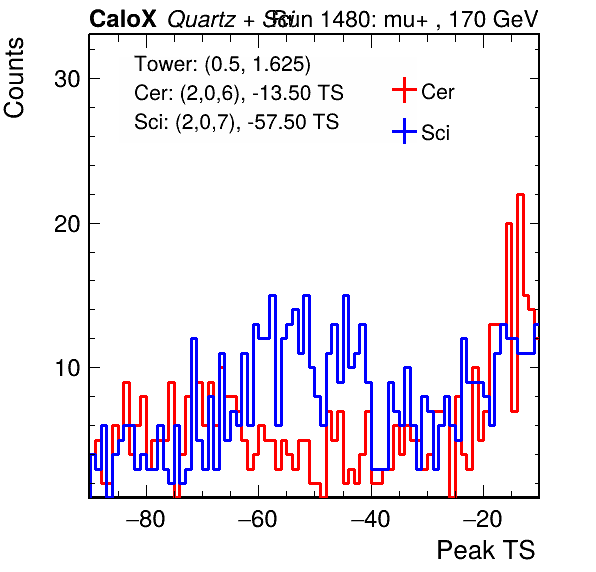 CaloX Quartz + Sci Run 1480: mu+ , 170 GeV
Counts
Tower: (0.5, 1.625)
Cer: (2,0,6), -13.50 TS
Sci: (2,0,7), -57.50 TS
Cer
Sci
30
20
10
−80 −60 −40 −20
Peak TS